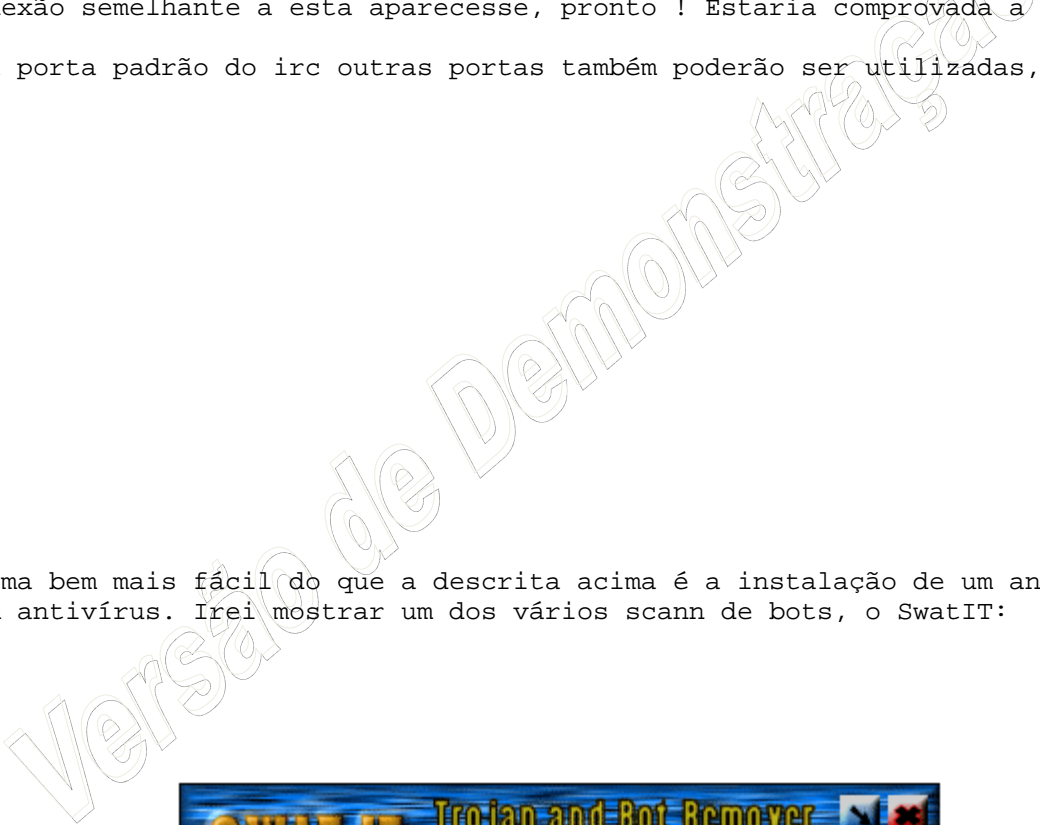 exão semelhante a esta aparecesse, pronto ! Estaria comprovada a
porta padrão do irc outras portas também poderão ser utilizadas,
Versão de Demonstração
ma bem mais fácil do que a descrita acima é a instalação de um an
antivírus. Irei mostrar um dos vários scann de bots, o SwatIT:
Trojan and Bot Remover